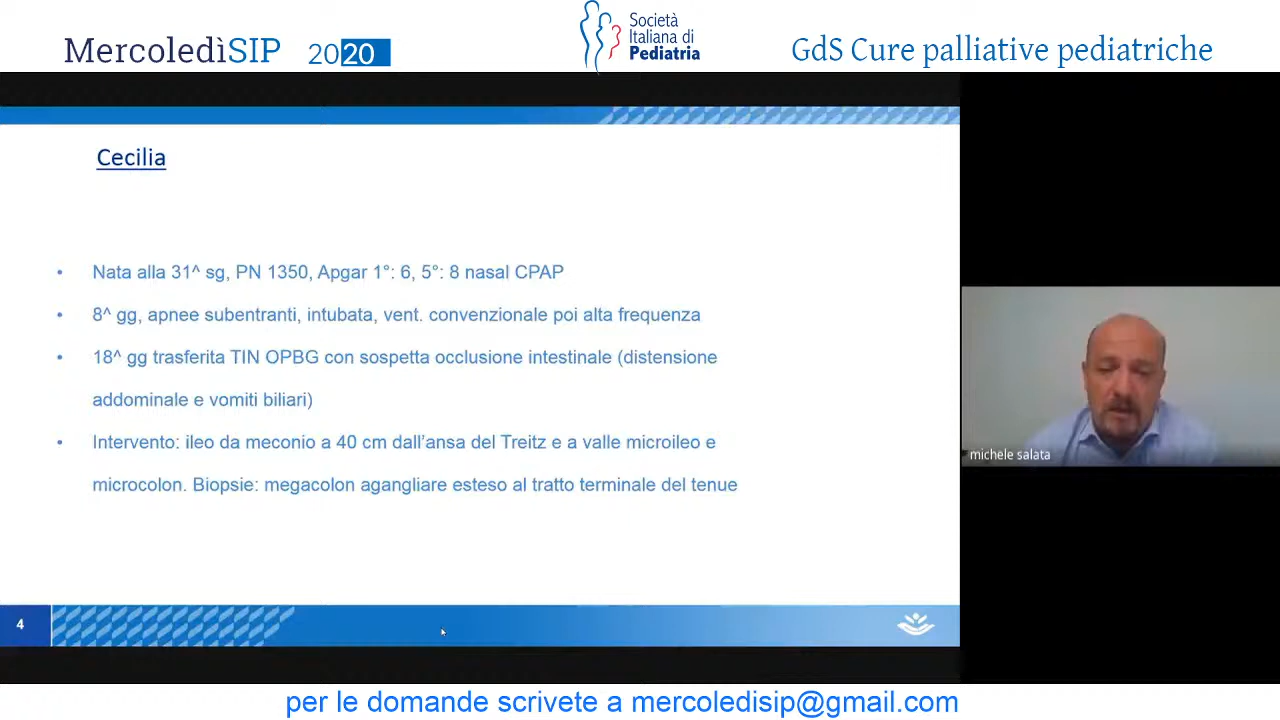 MercoledìSIP 2020
Società
Italiana di
Pediatria
GdS Cure palliative pediatriche
Cecilia
• Nata alla 31^ sg, PN 1350, Apgar 1°: 6, 5°: 8 nasal CPAP
• 8^ gg, apnee subentranti, intubata, vent. convenzionale poi alta frequenza
• 18^ gg trasferita TIN OPBG con sospetta occlusione intestinale (distensione
addominale e vomiti biliari)
• Intervento: ileo da meconio a 40 cm dall'ansa del Treitz e a valle microileo e
microcolon. Biopsie: megacolon agangliare esteso al tratto terminale del tenue
michele salata
4
per le domande scrivete a mercoledisip@gmail.com